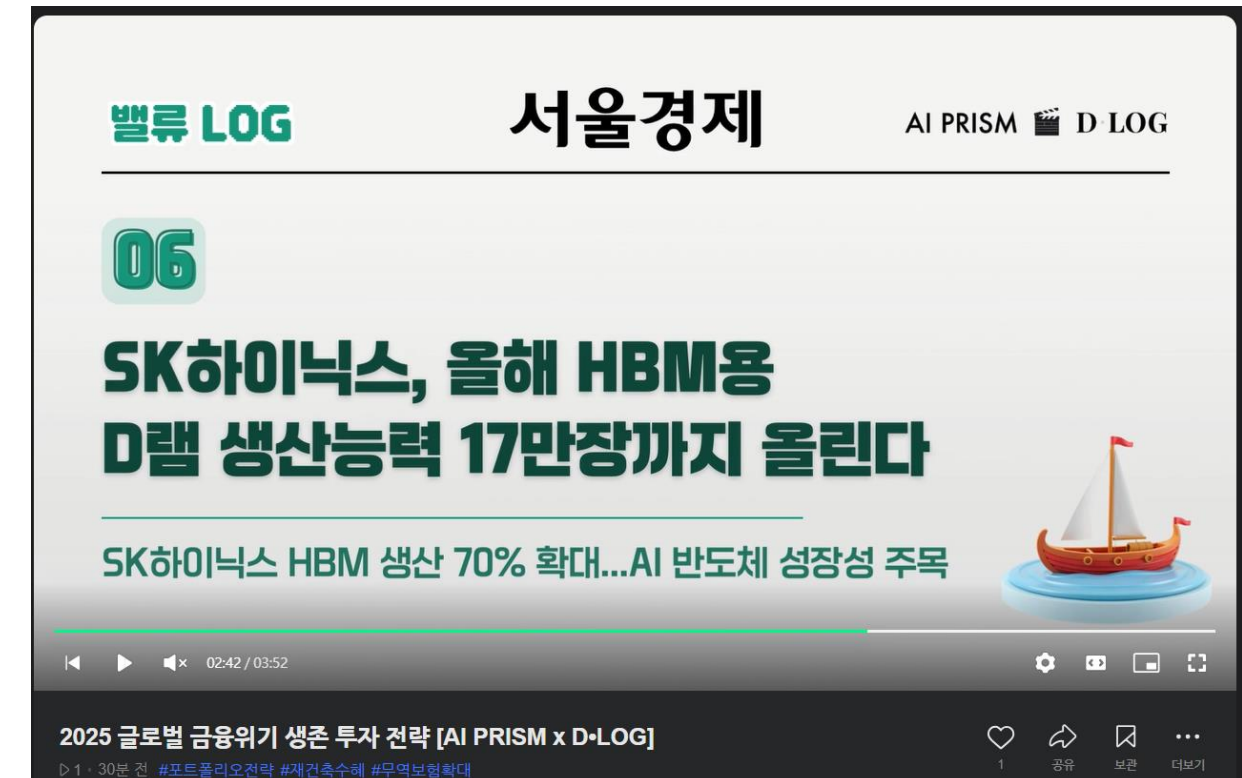 밸류 LOG
서울경제
AI PRISM D·LOG
06
SK하이닉스, 올해 HBM용
D램 생산능력 17만장까지 올린다
SK하이닉스 HBM 생산 70% 확대...AI 반도체 성장성 주목
02:42 / 03:52
2025 글로벌 금융위기 생존 투자 전략 [AI PRISM x D•LOG]
1 공유 보관 더보기
1 · 30분 전 #포트폴리오전략 #재건축수혜 #무역보험확대